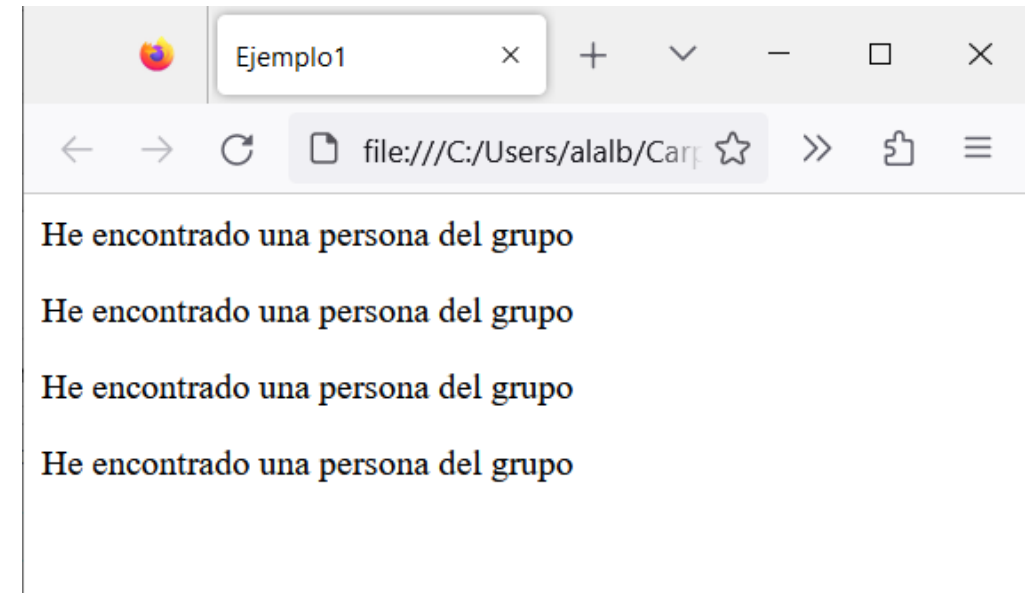 Ejemplo1
file:///C:/Users/alalb/Carp
He encontrado una persona del grupo
He encontrado una persona del grupo
He encontrado una persona del grupo
He encontrado una persona del grupo